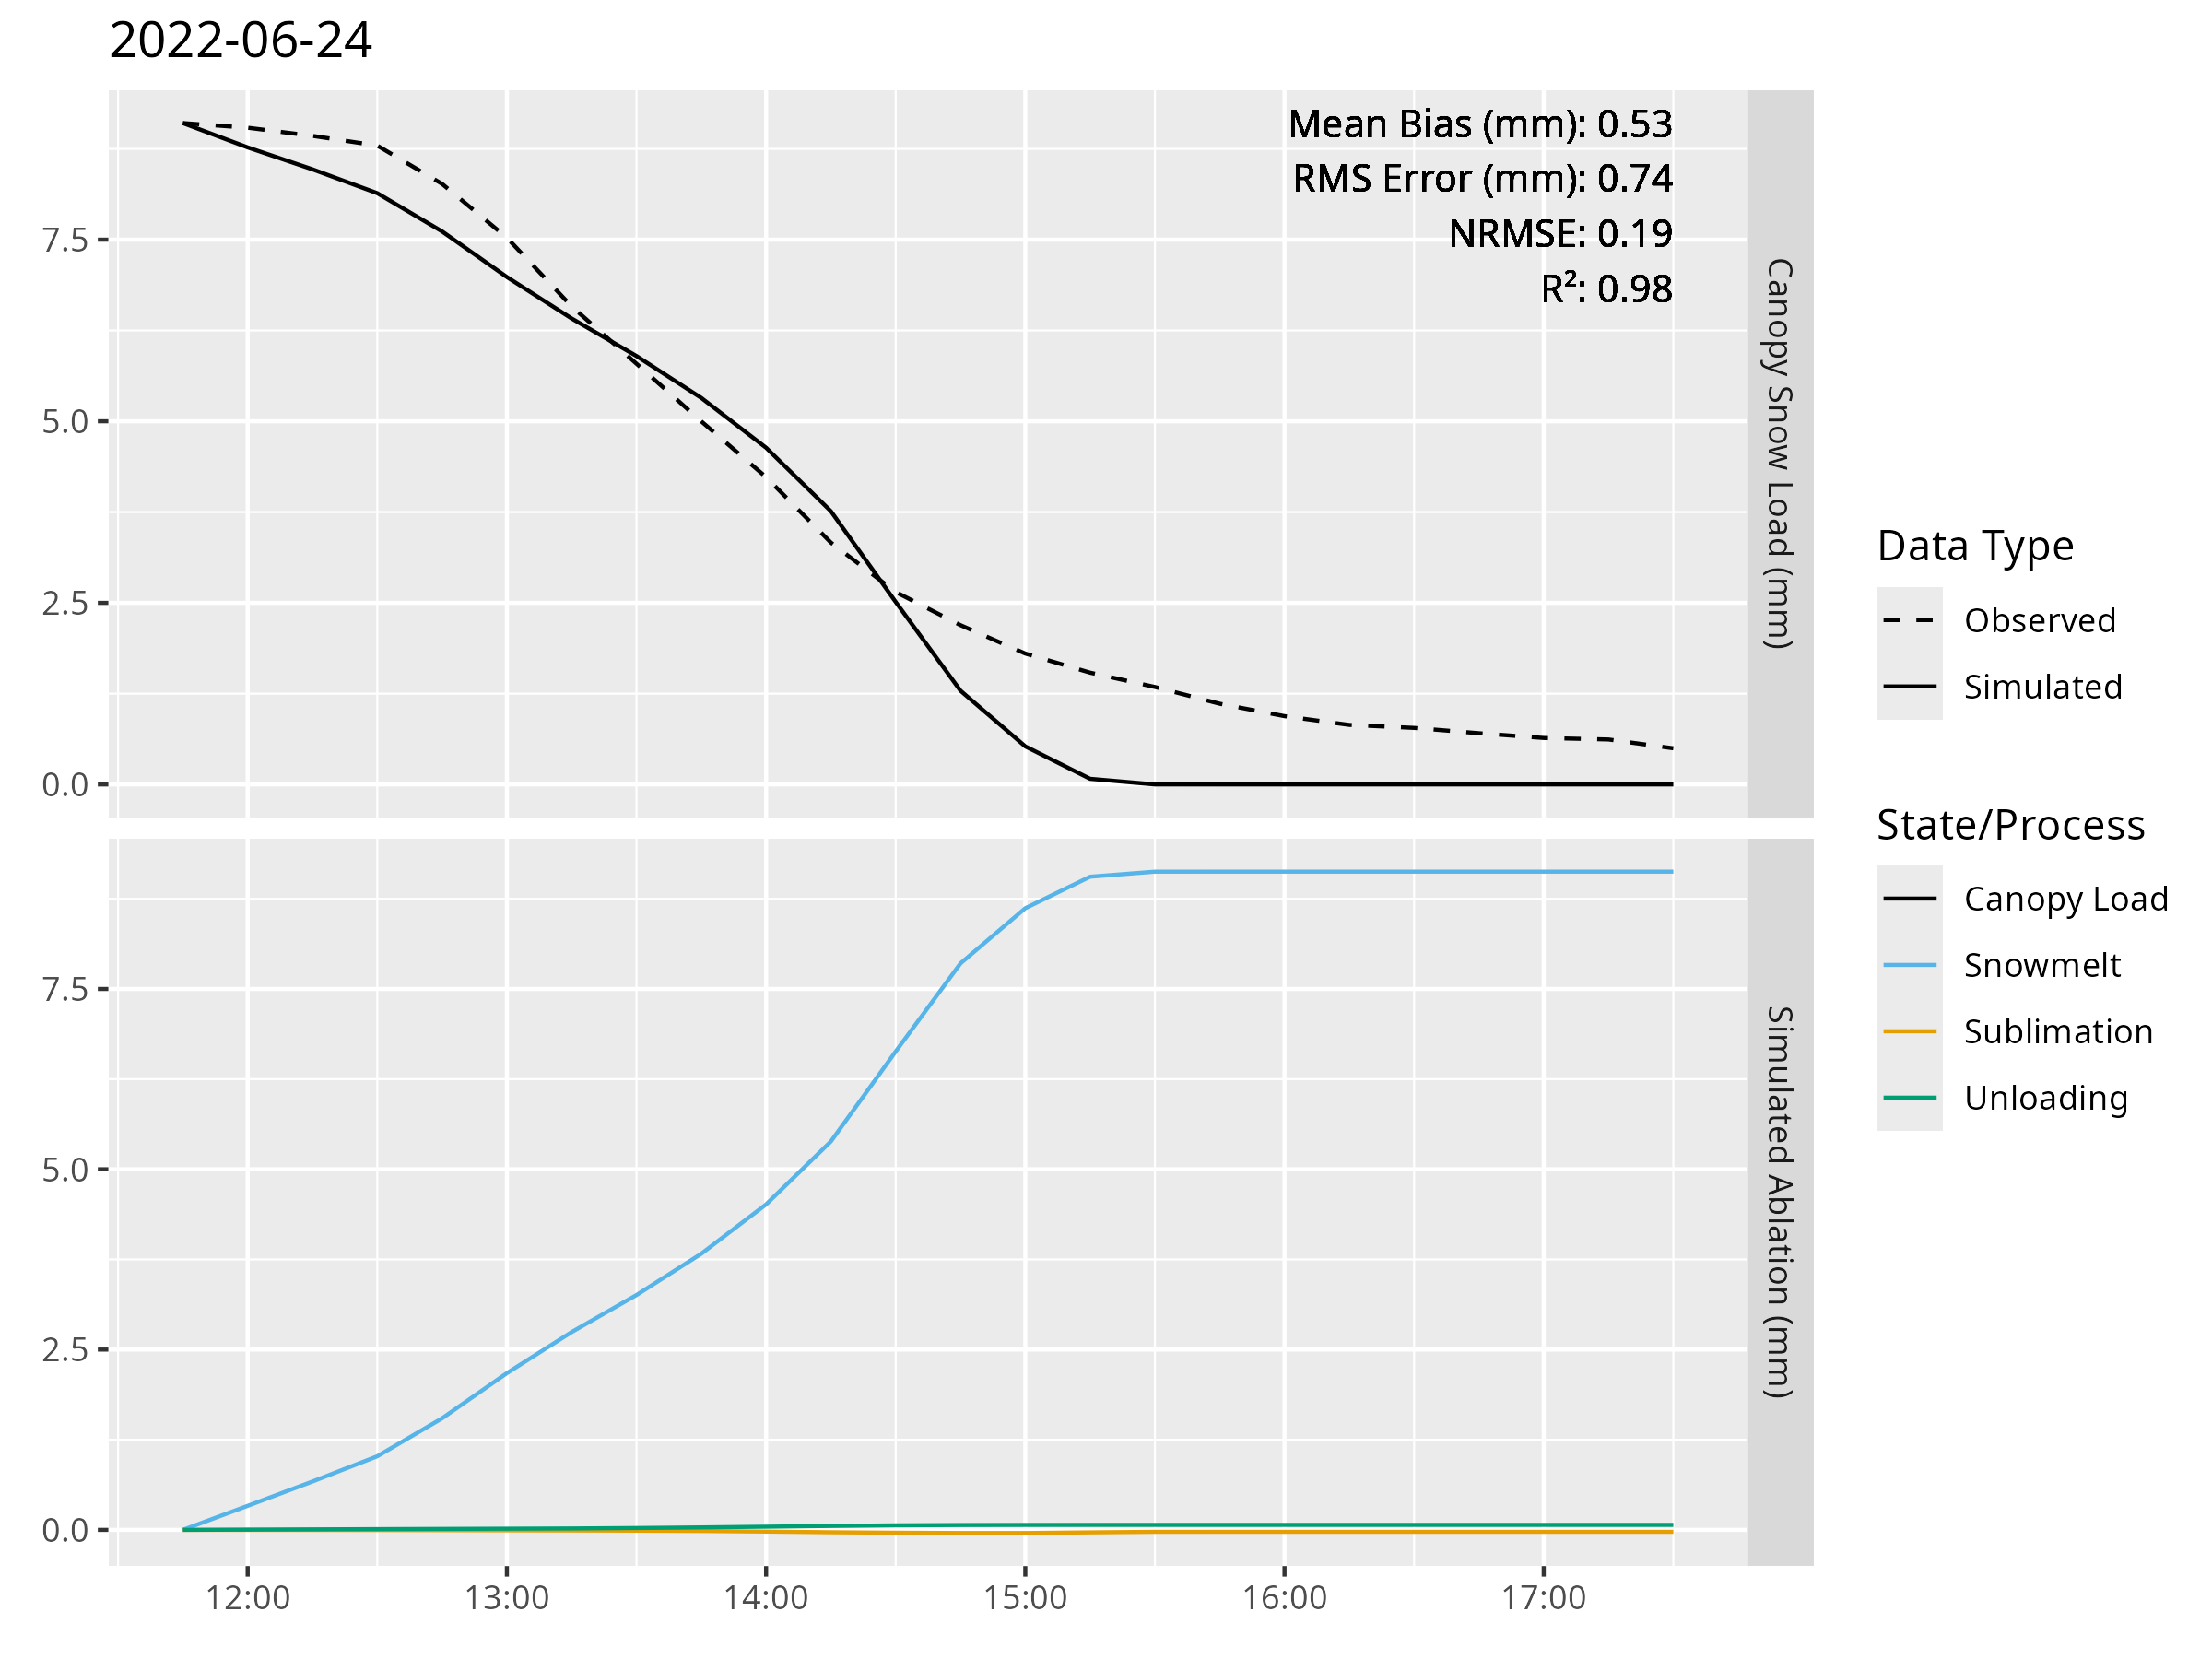 2022-06-24
Mean Bias (mm): 0.53
RMS Error (mm): 0.74
NRMSE: 0.19
R²: 0.98
7.5
5.0
2.5
0.0
Canopy Snow Load (mm)
7.5
5.0
2.5
0.0
Simulated Ablation (mm)
12:00
13:00
14:00
15:00
16:00
17:00
Data Type
Observed
Simulated
State/Process
Canopy Load
Snowmelt
Sublimation
Unloading